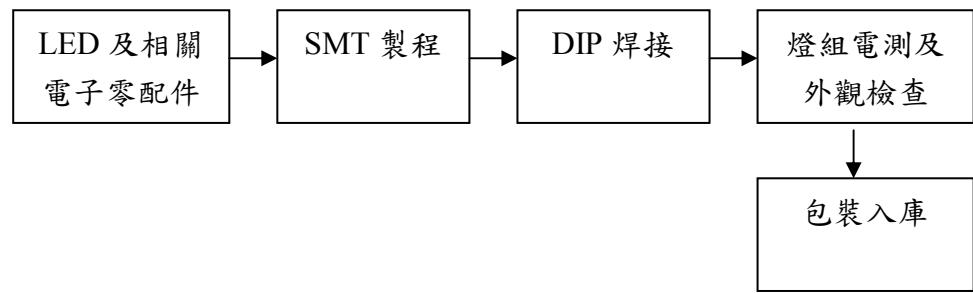 LED 及相關
電子零配件
SMT 製程
DIP 焊接
燈組電測及
外觀檢查
包裝入庫